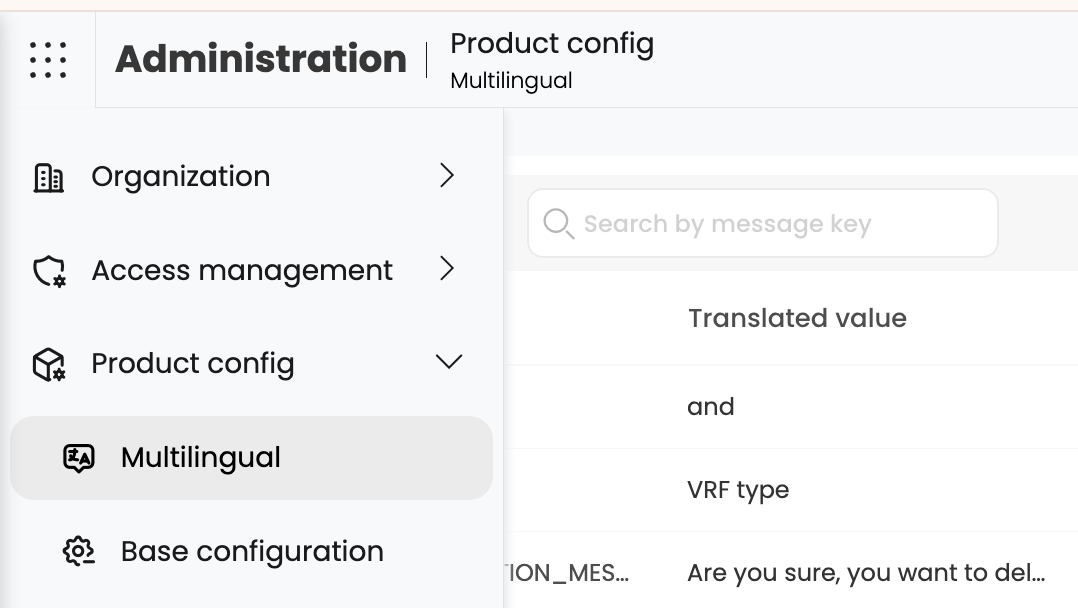 Administration
Product config
Multilingual
Organization
Access management
Product config
Multilingual
Base configuration
Search by message key
Translated value
and
VRF type
ION_MES...
Are you sure, you want to del...